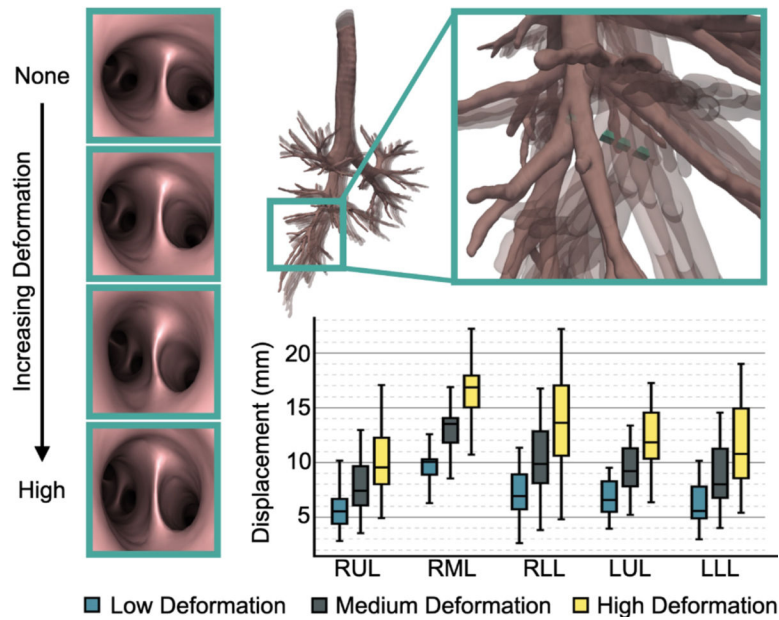 None
Increasing Deformation
High
Displacement (mm)
20
15
10
5
RUL RML RLL LUL LLL
Low Deformation Medium Deformation High Deformation